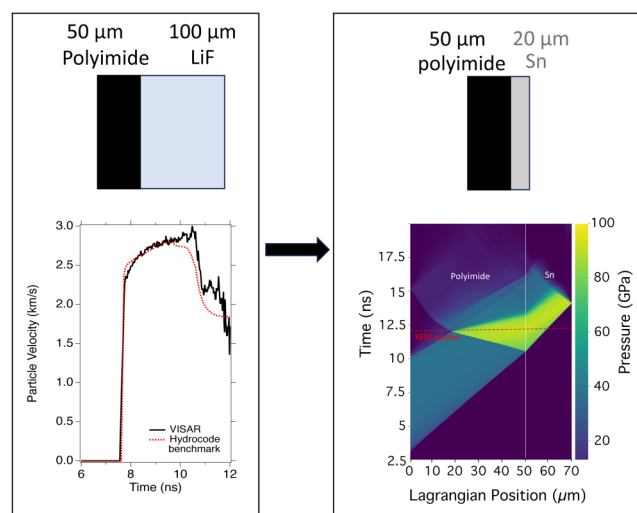 50 μm
Polyimide
100 μm
LiF
3.0
2.5
2.0
1.5
1.0
0.5
0.0
Particle Velocity (km/s)
VISAR
Hydrocode
benchmark
6
8
10
12
Time (ns)
50 μm
polyimide
20 μm
Sn
17.5
15.0
12.5
10.0
7.5
5.0
2.5
Time (ns)
Polyimide
Sn
0
10
20
30
40
50
60
70
Lagrangian Position (μm)
100
80
60
40
20
Pressure (GPa)